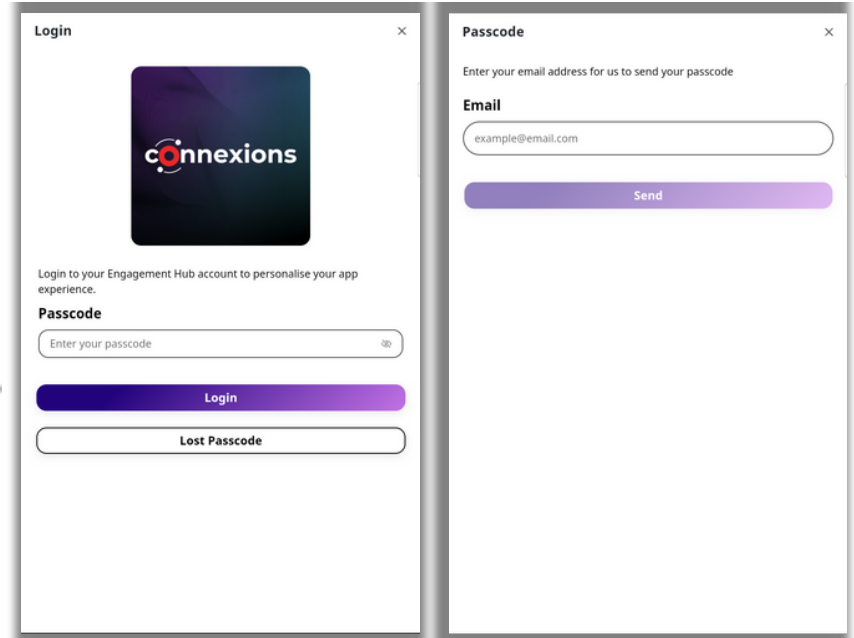 Login
connexions
Login to your Engagement Hub account to personalise your app
experience.
Passcode
Enter your passcode
Login
Lost Passcode
Passcode
Enter your email address for us to send your passcode
Email
example@email.com
Send